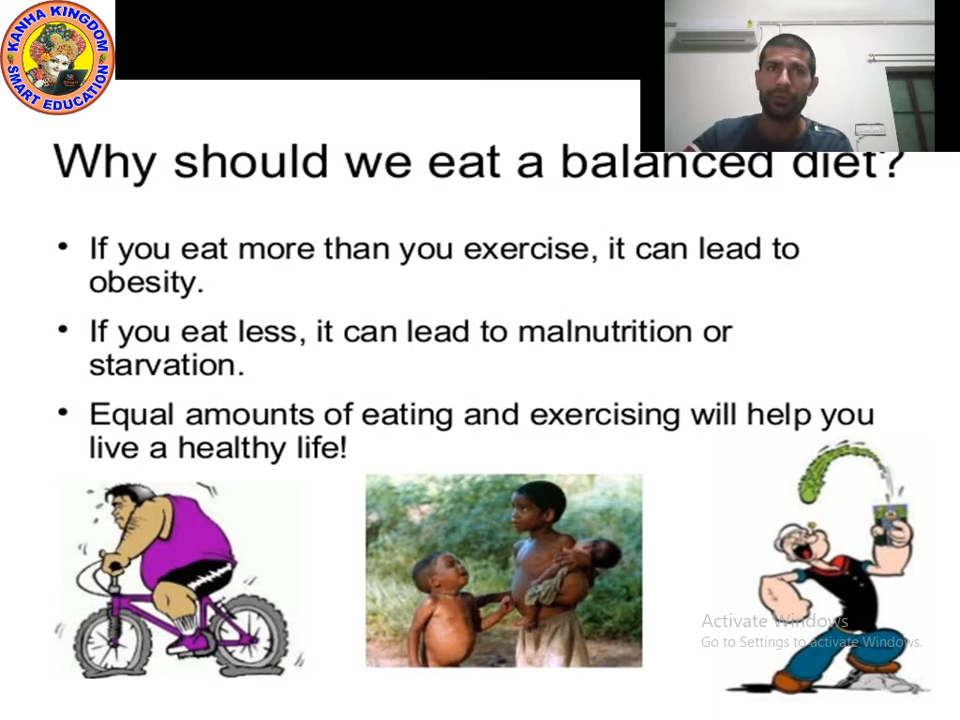 KANHA KINGDOM
SMART EDUCATION
Why should we eat a balanced diet?
• If you eat more than you exercise, it can lead to
obesity.
• If you eat less, it can lead to malnutrition or
starvation.
• Equal amounts of eating and exercising will help you
live a healthy life!
Activate Windows
Go to Settings to activate Windows.